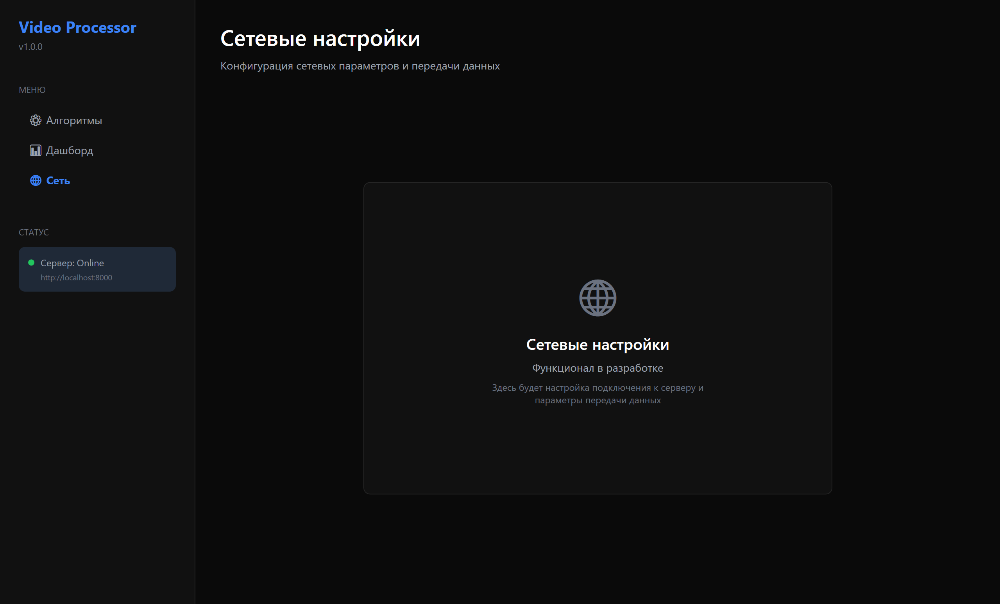 Video Processor
v1.0.0
МЕНЮ
Алгоритмы
Дашборд
Сеть
СТАТУС
Сервер: Online
http://localhost:8000
Сетевые настройки
Конфигурация сетевых параметров и передачи данных
Сетевые настройки
Функционал в разработке
Здесь будет настройка подключения к серверу и
параметры передачи данных